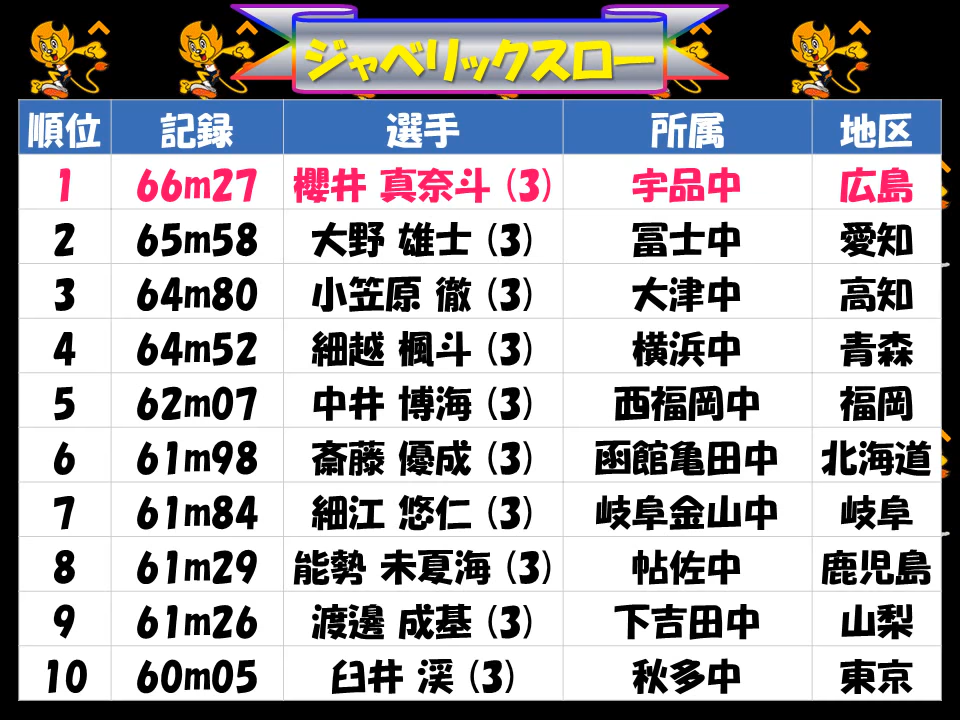 ジャベリックスロー
順位 記録 選手 所属 地区
1 66m27 櫻井 真奈斗 (3) 宇品中 広島
2 65m58 大野 雄士 (3) 冨士中 愛知
3 64m80 小笠原 徹 (3) 大津中 高知
4 64m52 細越 楓斗 (3) 横浜中 青森
5 62m07 中井 博海 (3) 西福岡中 福岡
6 61m98 斎藤 優成 (3) 函館亀田中 北海道
7 61m84 細江 悠仁 (3) 岐阜金山中 岐阜
8 61m29 能勢 未夏海 (3) 帖佐中 鹿児島
9 61m26 渡邊 成基 (3) 下吉田中 山梨
10 60m05 臼井 渓 (3) 秋多中 東京